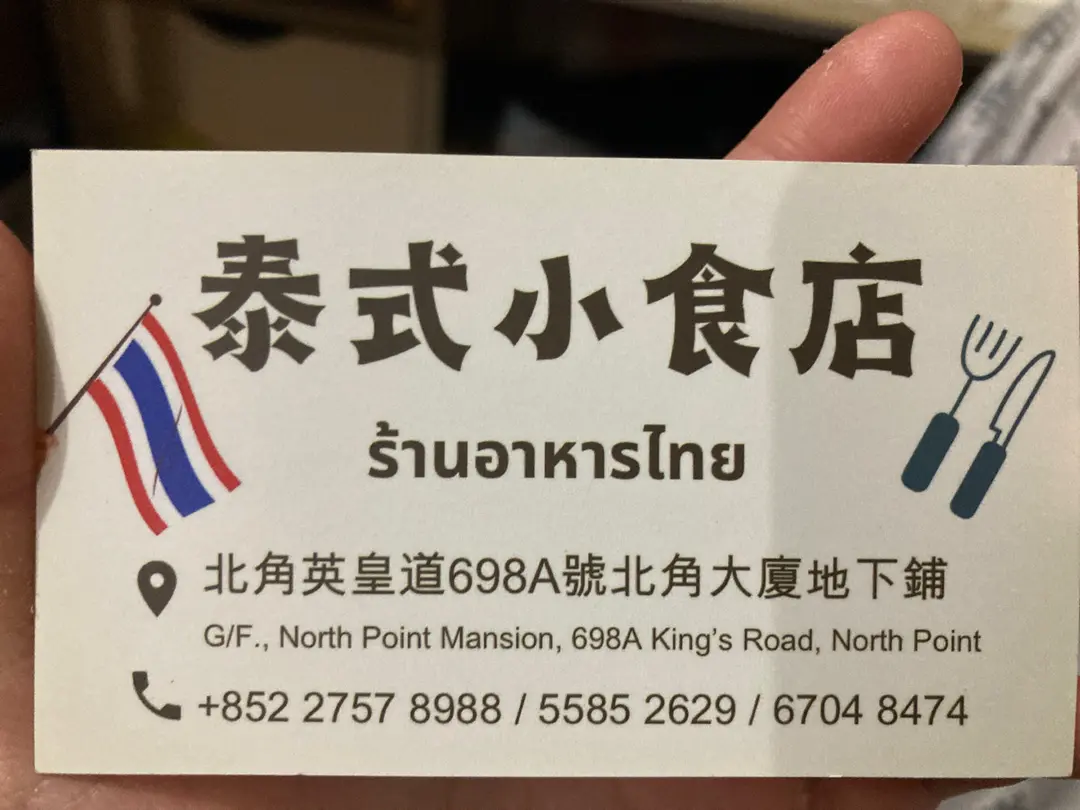 泰式小食店
ร้านอาหารไทย
北角英皇道698A號北角大廈地下鋪
G/F., North Point Mansion, 698A King's Road, North Point
+852 2757 8988 / 5585 2629 / 6704 8474